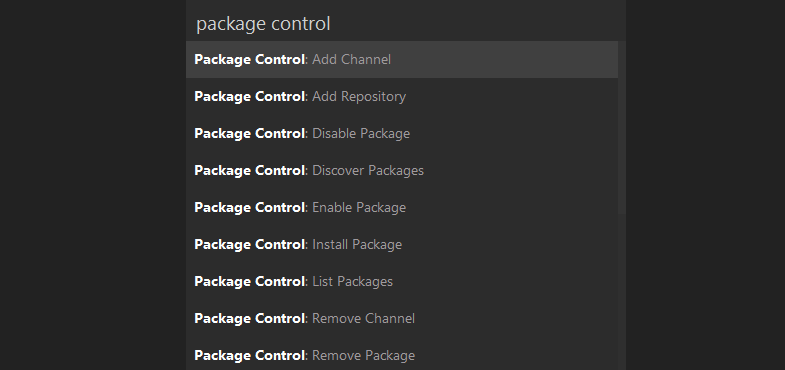 package control
Package Control: Add Channel
Package Control: Add Repository
Package Control: Disable Package
Package Control: Discover Packages
Package Control: Enable Package
Package Control: Install Package
Package Control: List Packages
Package Control: Remove Channel
Package Control: Remove Package